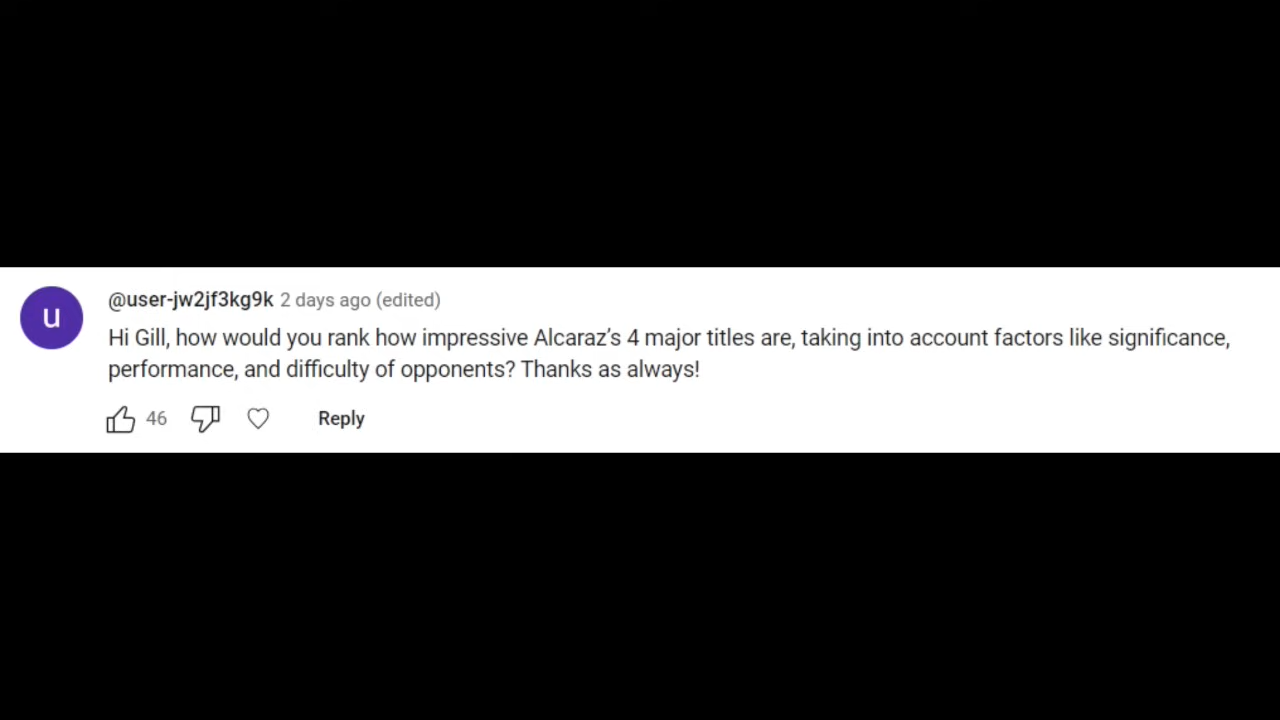 u
@user-jw2jf3kg9k 2 days ago (edited)
Hi Gill, how would you rank how impressive Alcaraz’s 4 major titles are, taking into account factors like significance,
performance, and difficulty of opponents? Thanks as always!
46 Reply